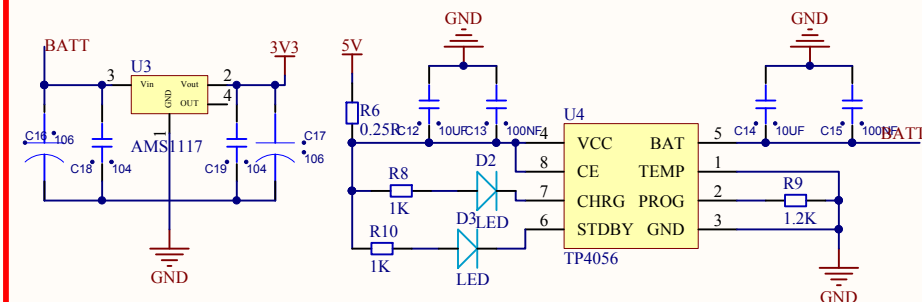 GND
GND
BATT
U3
3V3
5V
3
Vin
Vout
2
GND
OUT
4
1
AMS1117
C16
106
C18
104
C19
104
C17
106
GND
R6
0.25R
C12
10UF
C13
100NF
U4
4
VCC
BAT
5
C14
10UF
C15
100NF
BATT
8
CE
TEMP
1
R8
1K
D2
LED
7
CHRG
PROG
2
R9
1.2K
R10
1K
D3
LED
6
STDBY
GND
3
TP4056
GND